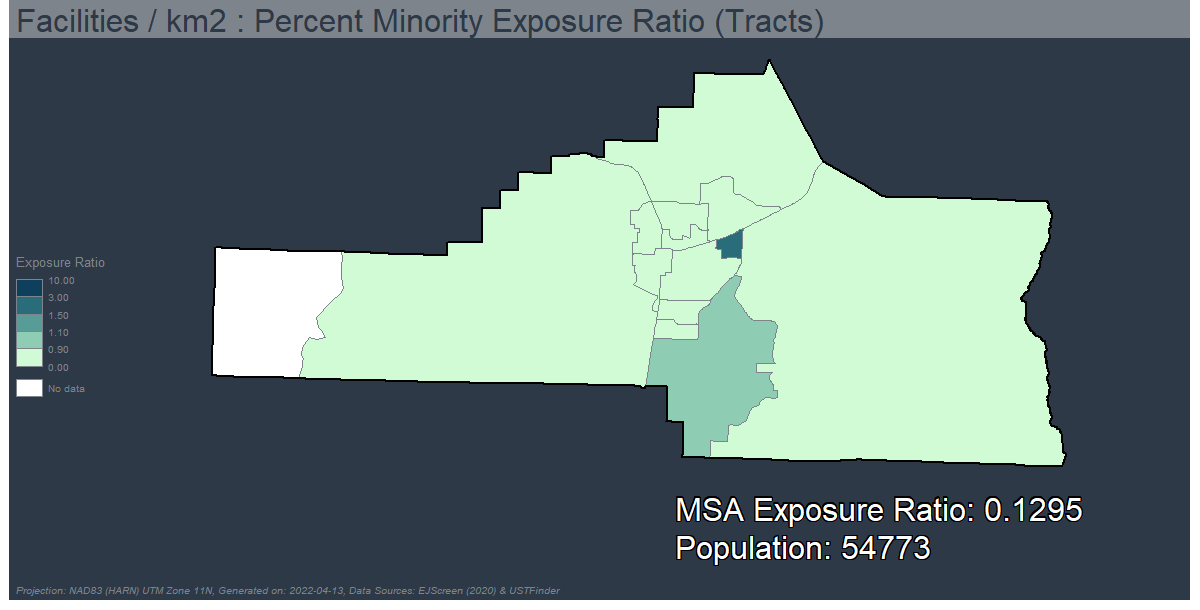 Facilities / km2 : Percent Minority Exposure Ratio (Tracts)
Exposure Ratio
10.00
3.00
1.50
1.10
0.90
0.00
No data
MSA Exposure Ratio: 0.1295
Population: 54773
Projection: NAD83 (HARN) UTM Zone 11N, Generated on: 2022-04-13, Data Sources: EJScreen (2020) & USTFinder